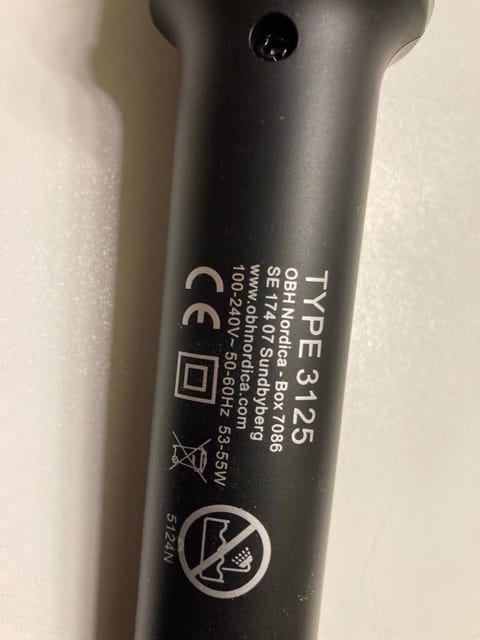 TYPE 3125
OBH Nordica - Box 7086
SE 174 07 Sundbyberg
www.obhnordica.com
100-240V~ 50-60Hz 53-55W
CE
5124N